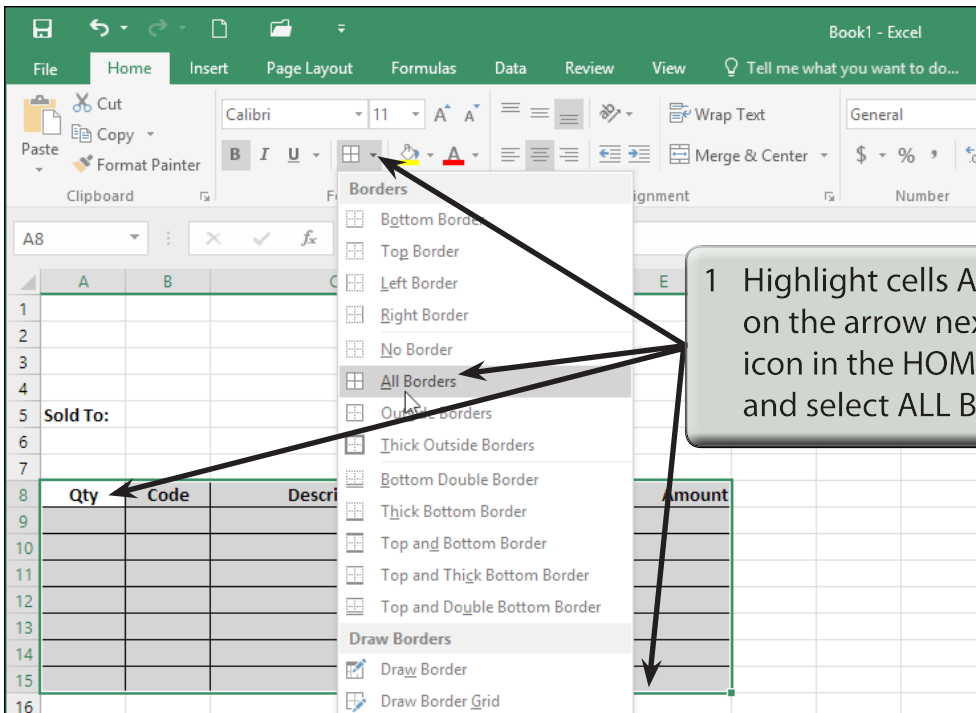 Book1 - Excel
File Home Insert Page Layout Formulas Data Review View Tell me what you want to do...
Cut
Copy
Paste
Format Painter
Clipboard
Calibri 11 A A
B I U A
Wrap Text
Merge & Center
ignment
General
$ % ,
Number
Borders
Bottom Border
Top Border
Left Border
Right Border
No Border
All Borders
Outside Borders
Thick Outside Borders
Bottom Double Border
Thick Bottom Border
Top and Bottom Border
Top and Thick Bottom Border
Top and Double Bottom Border
Draw Borders
Draw Border
Draw Border Grid
A8 fx
A B C E
1
2
3
4
5 Sold To:
6
7
8 Qty Code Descri Amount
9
10
11
12
13
14
15
16
1 Highlight cells A
on the arrow nex
icon in the HOM
and select ALL B